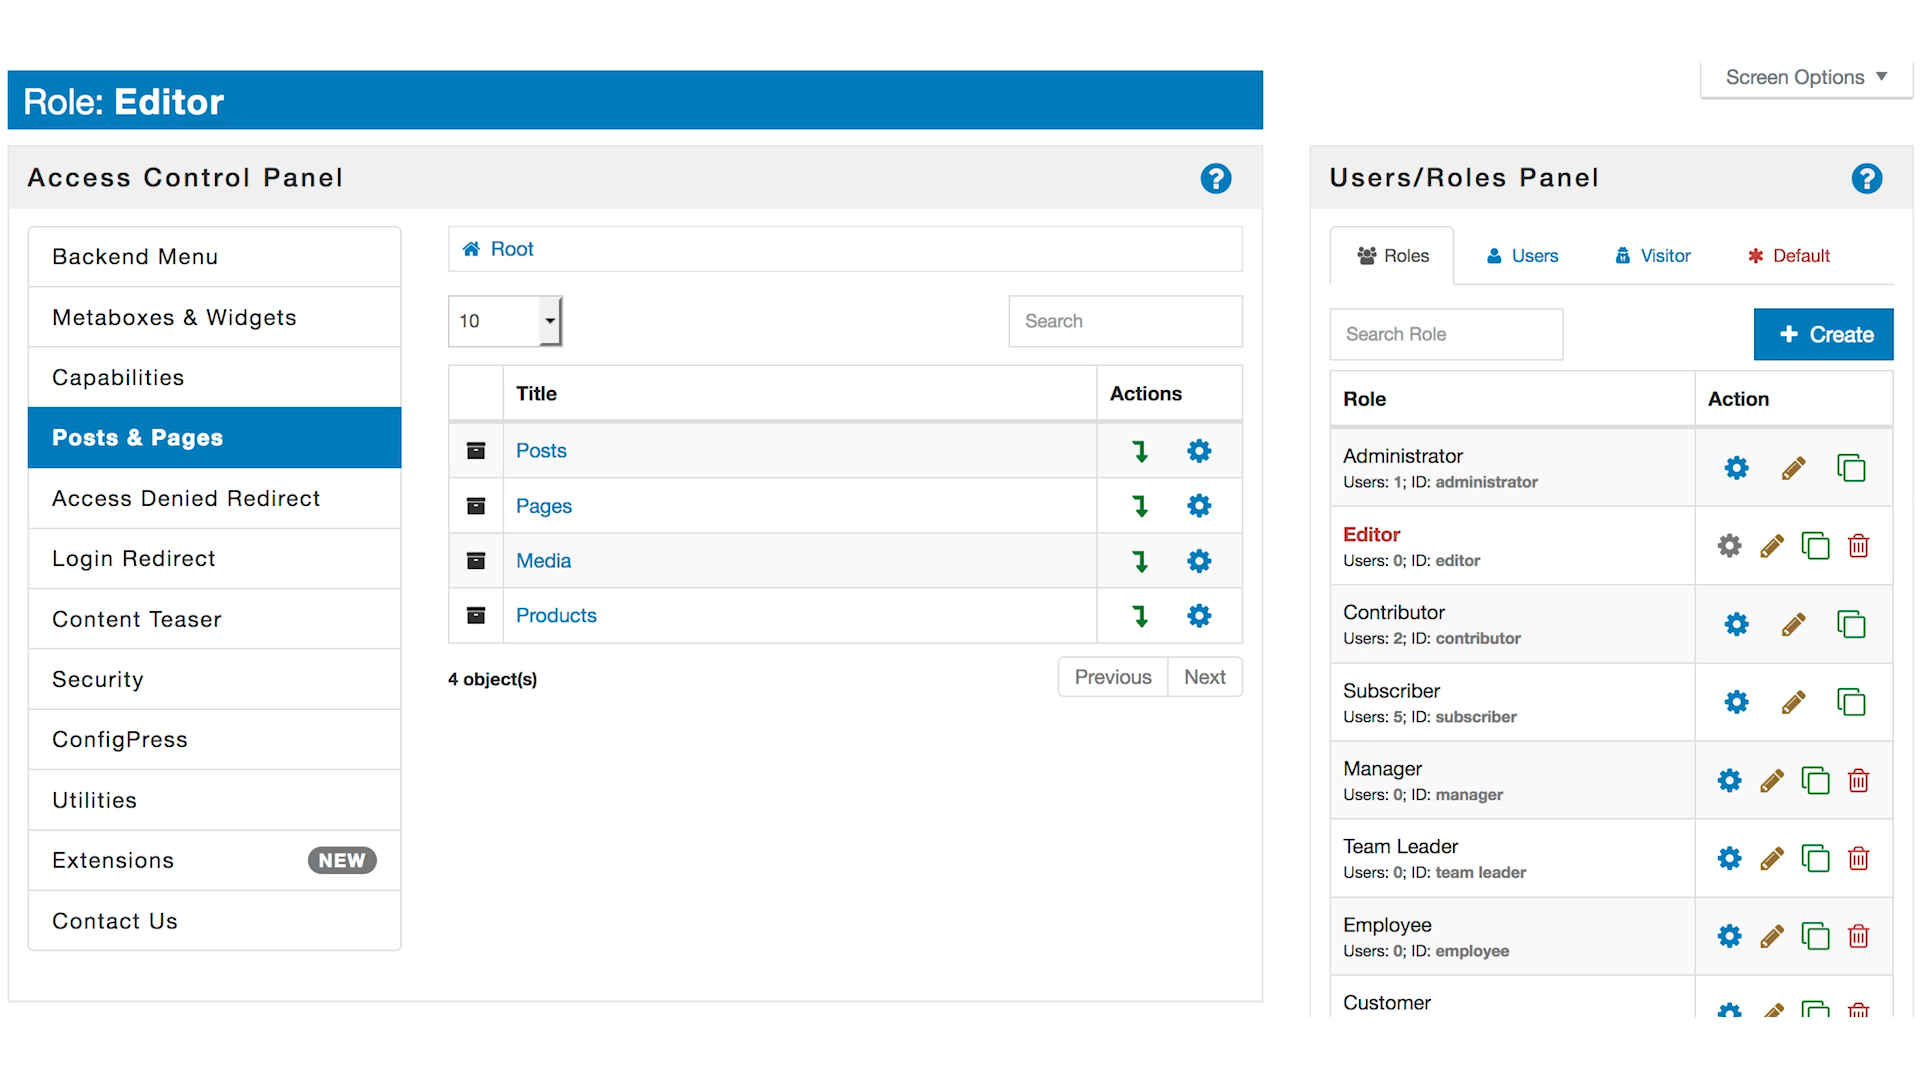 Screen Options
Role: Editor
Access Control Panel
Backend Menu
Metaboxes & Widgets
Capabilities
Posts & Pages
Access Denied Redirect
Login Redirect
Content Teaser
Security
ConfigPress
Utilities
Extensions NEW
Contact Us
Root
10
Search
Title Actions
Posts
Pages
Media
Products
4 object(s)
Previous Next
Users/Roles Panel
Roles Users Visitor Default
Search Role
Create
Role Action
Administrator
Users: 1; ID: administrator
Editor
Users: 0; ID: editor
Contributor
Users: 2; ID: contributor
Subscriber
Users: 5; ID: subscriber
Manager
Users: 0; ID: manager
Team Leader
Users: 0; ID: team leader
Employee
Users: 0; ID: employee
Customer